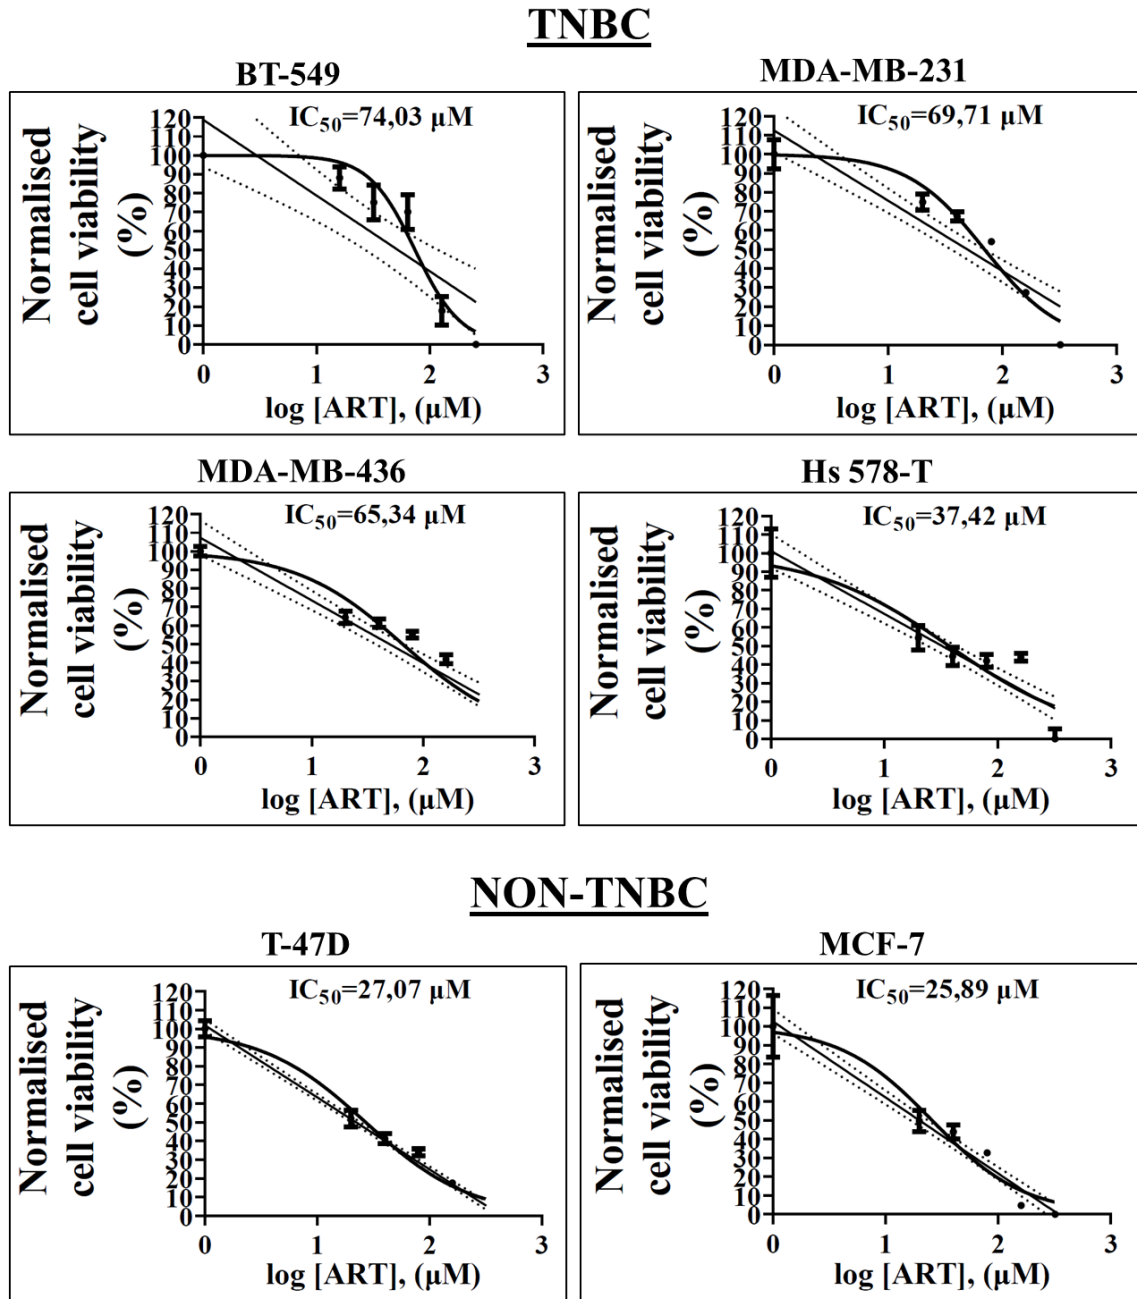 TNBC
BT-549
Normalised
cell viability
(%)
IC50=74,03 µM
120
110
100
90
80
70
60
50
40
30
20
10
0
0 1 2 3
log [ART], (µM)
MDA-MB-231
Normalised
cell viability
(%)
IC50=69,71 µM
120
110
100
90
80
70
60
50
40
30
20
10
0
0 1 2 3
log [ART], (µM)
MDA-MB-436
Normalised
cell viability
(%)
IC50=65,34 µM
120
110
100
90
80
70
60
50
40
30
20
10
0
0 1 2 3
log [ART], (µM)
Hs 578-T
Normalised
cell viability
(%)
IC50=37,42 µM
120
110
100
90
80
70
60
50
40
30
20
10
0
0 1 2 3
log [ART], (µM)
NON-TNBC
T-47D
Normalised
cell viability
(%)
IC50=27,07 µM
120
110
100
90
80
70
60
50
40
30
20
10
0
0 1 2 3
log [ART], (µM)
MCF-7
Normalised
cell viability
(%)
IC50=25,89 µM
120
110
100
90
80
70
60
50
40
30
20
10
0
0 1 2 3
log [ART], (µM)